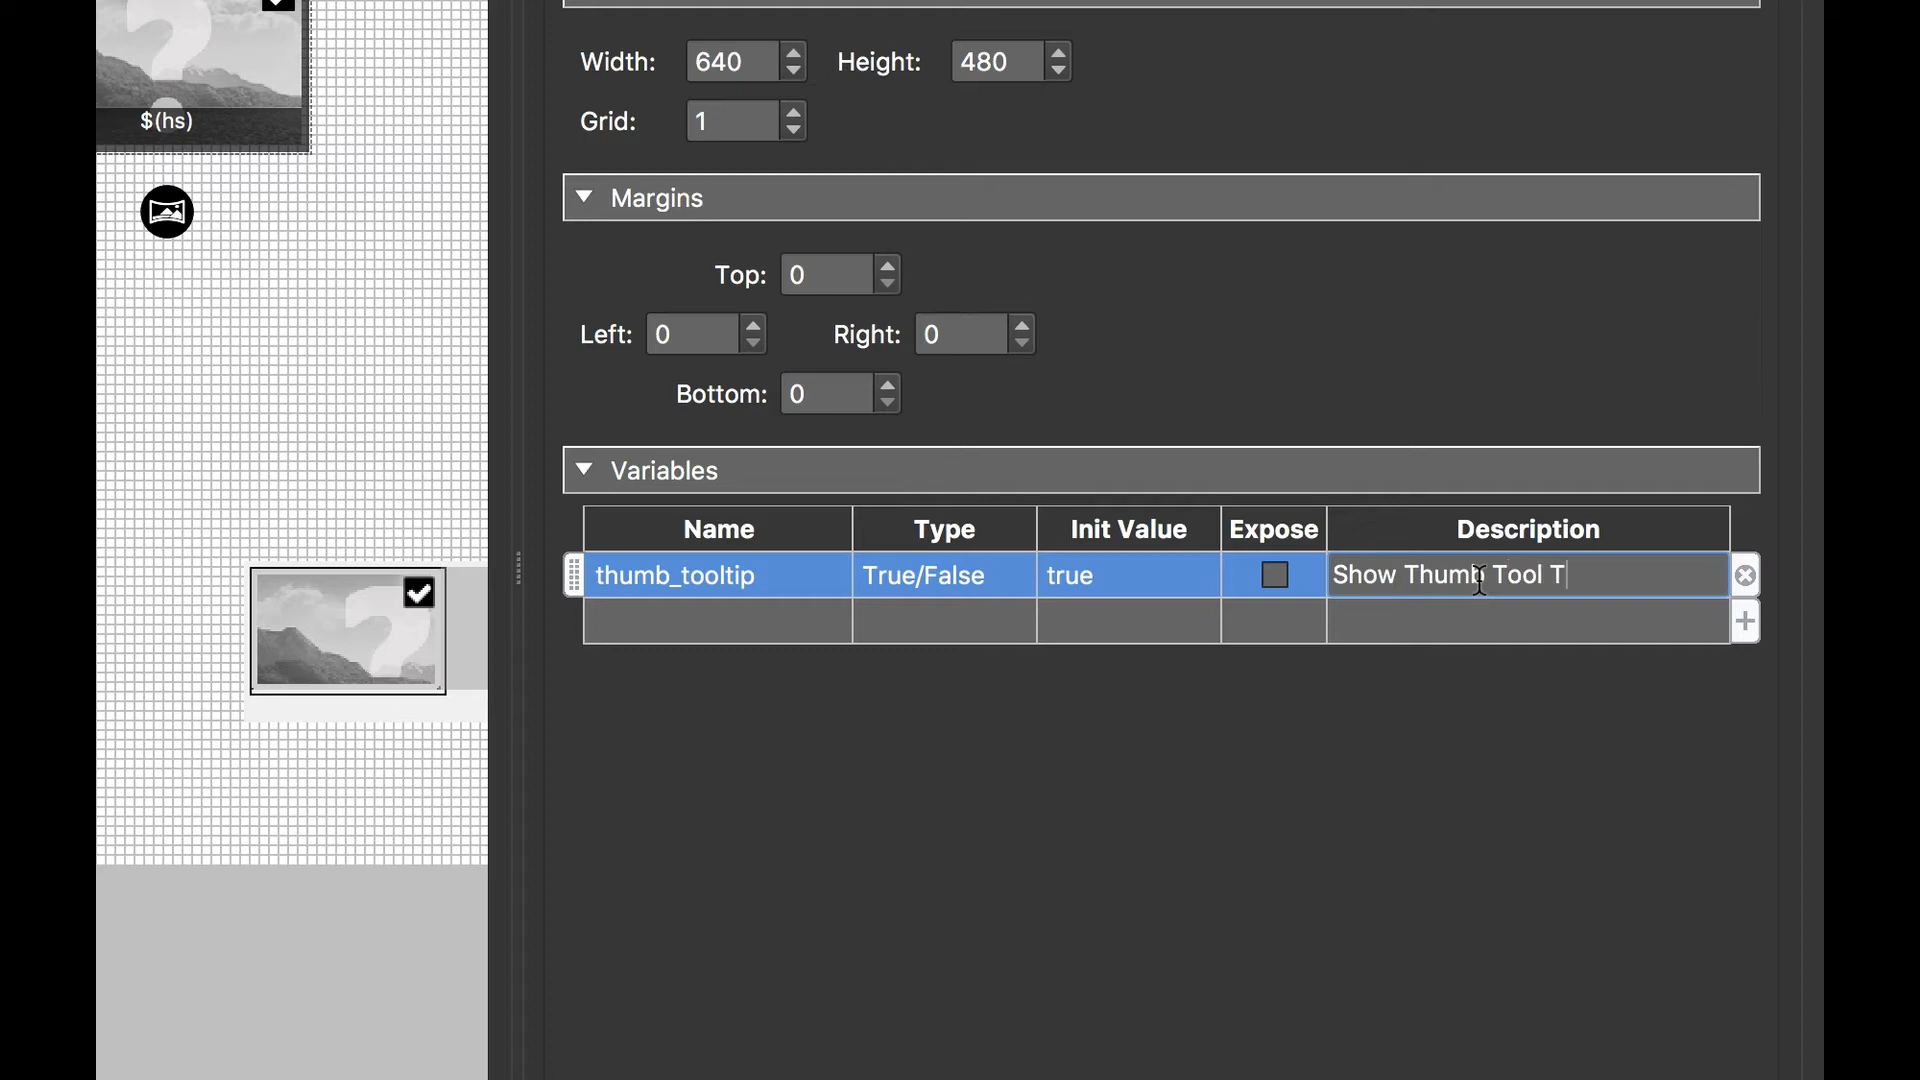 $(hs)
Width: 640 Height: 480
Grid: 1
Margins
Top: 0
Left: 0 Right: 0
Bottom: 0
Variables
Name Type Init Value Expose Description
thumb_tooltip True/False true Show Thumb Tool T